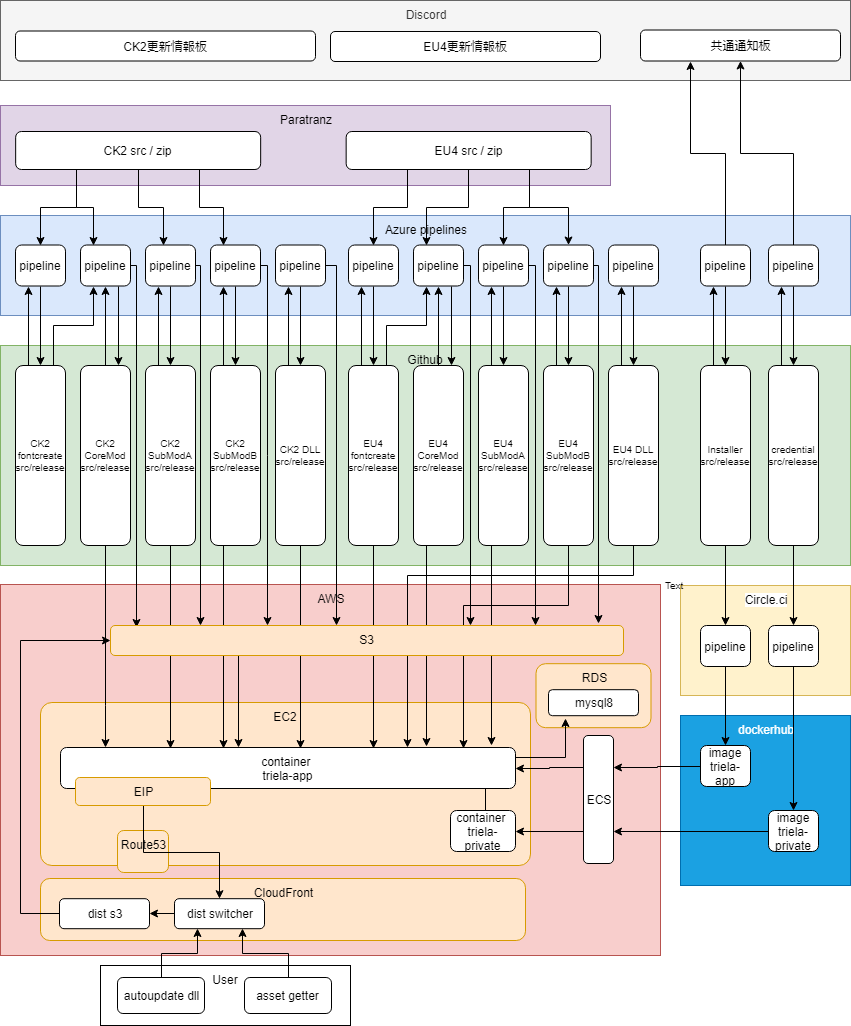 Discord
CK2更新情報板
EU4更新情報板
共通通知板
Paratranz
CK2 src / zip
EU4 src / zip
Azure pipelines
pipeline
pipeline
pipeline
pipeline
pipeline
pipeline
pipeline
pipeline
pipeline
pipeline
pipeline
pipeline
Github
CK2
fontcreate
src/release
CK2
CoreMod
src/release
CK2
SubModA
src/release
CK2
SubModB
src/release
CK2 DLL
src/release
EU4
fontcreate
src/release
EU4
CoreMod
src/release
EU4
SubModA
src/release
EU4
SubModB
src/release
EU4 DLL
src/release
Installer
src/release
credential
src/release
Text
AWS
Circle.ci
S3
pipeline
pipeline
RDS
mysql8
EC2
dockerhub
container
triela-app
image
triela-
app
EIP
ECS
container
triela-
private
image
triela-
private
Route53
CloudFront
dist s3
dist switcher
User
autoupdate dll
asset getter